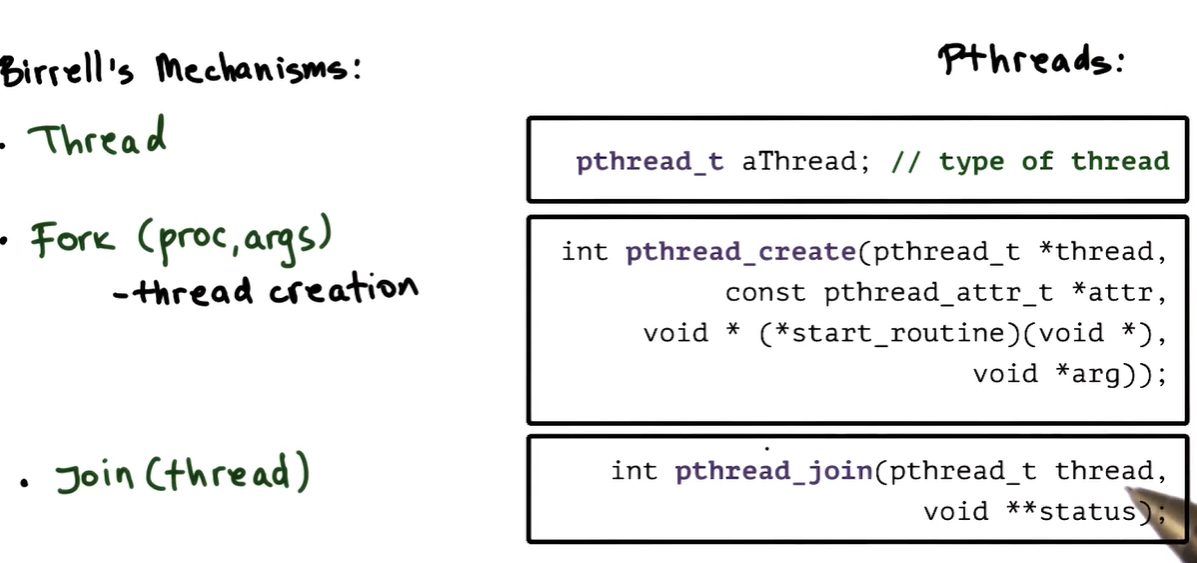 Birrell's Mechanisms:
Pthreads:
• Thread
pthread_t aThread; // type of thread
• Fork (proc, args)
-thread creation
int pthread_create(pthread_t *thread,
const pthread_attr_t *attr,
void * (*start_routine)(void *),
void *arg));
• Join (thread)
int pthread_join(pthread_t thread,
void **status);